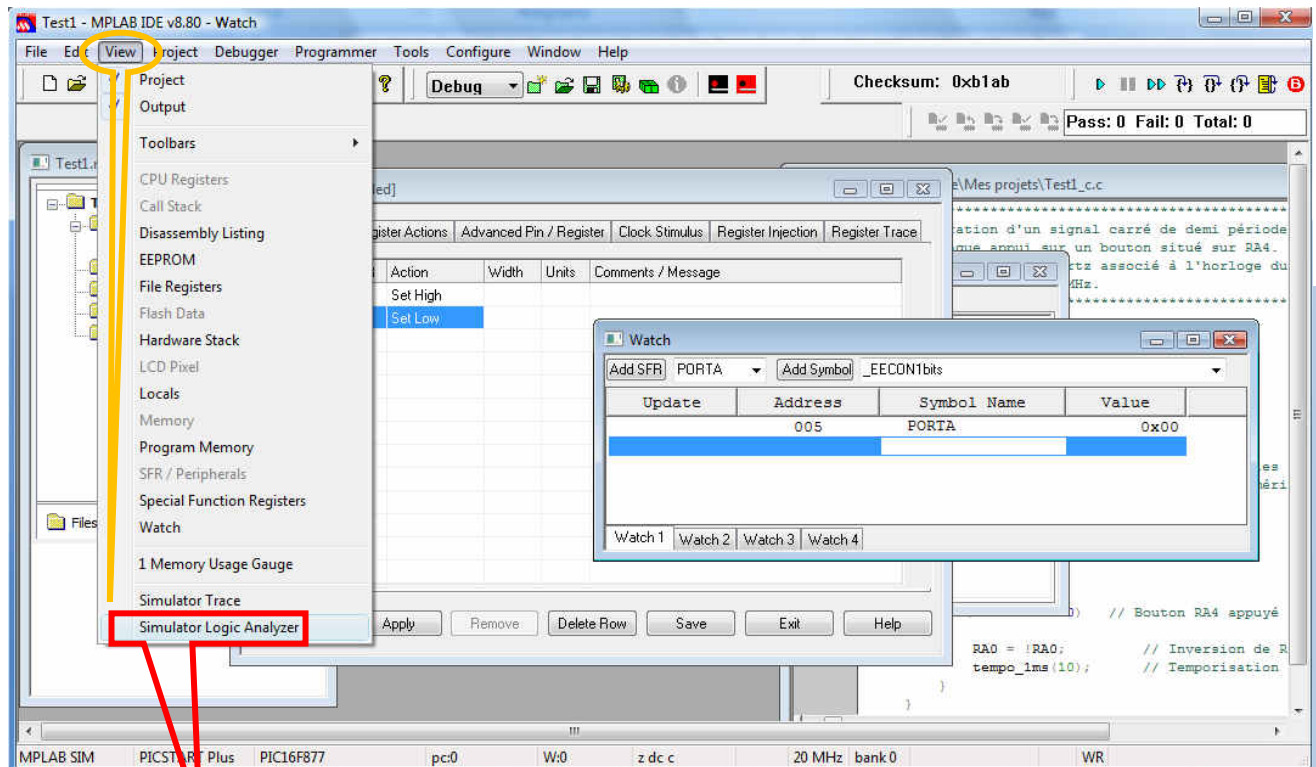 Test1 - MPLAB IDE v8.80 - Watch
File Edit View Project Debugger Programmer Tools Configure Window Help
Debug
Checksum: 0xb1ab
Pass: 0 Fail: 0 Total: 0
Project
Output
Toolbars
CPU Registers
Call Stack
Disassembly Listing
EEPROM
File Registers
Flash Data
Hardware Stack
LCD Pixel
Locals
Memory
Program Memory
SFR / Peripherals
Special Function Registers
Watch
1 Memory Usage Gauge
Simulator Trace
Simulator Logic Analyzer
Files
Advanced Pin / Register Clock Stimulus Register Injection Register Trace
Action Width Units Comments / Message
Set High
Set Low
Apply Remove Delete Row Save Exit Help
Watch
Add SFR PORTA Add Symbol _EECON1bits
Update Address Symbol Name Value
005 PORTA 0x00
Watch 1 Watch 2 Watch 3 Watch 4
\Mes projets\Test1_c.c
d'un signal carré de demi période
appui sur un bouton situé sur RA4.
associé à l'horloge du
// Bouton RA4 appuyé
RA0 = !RA0; // Inversion de
tempo_1ms(10); // Temporisation
}
}
MPLAB SIM PICSTART Plus PIC16F877 pc:0 W:0 z dc c 20 MHz bank 0 WR